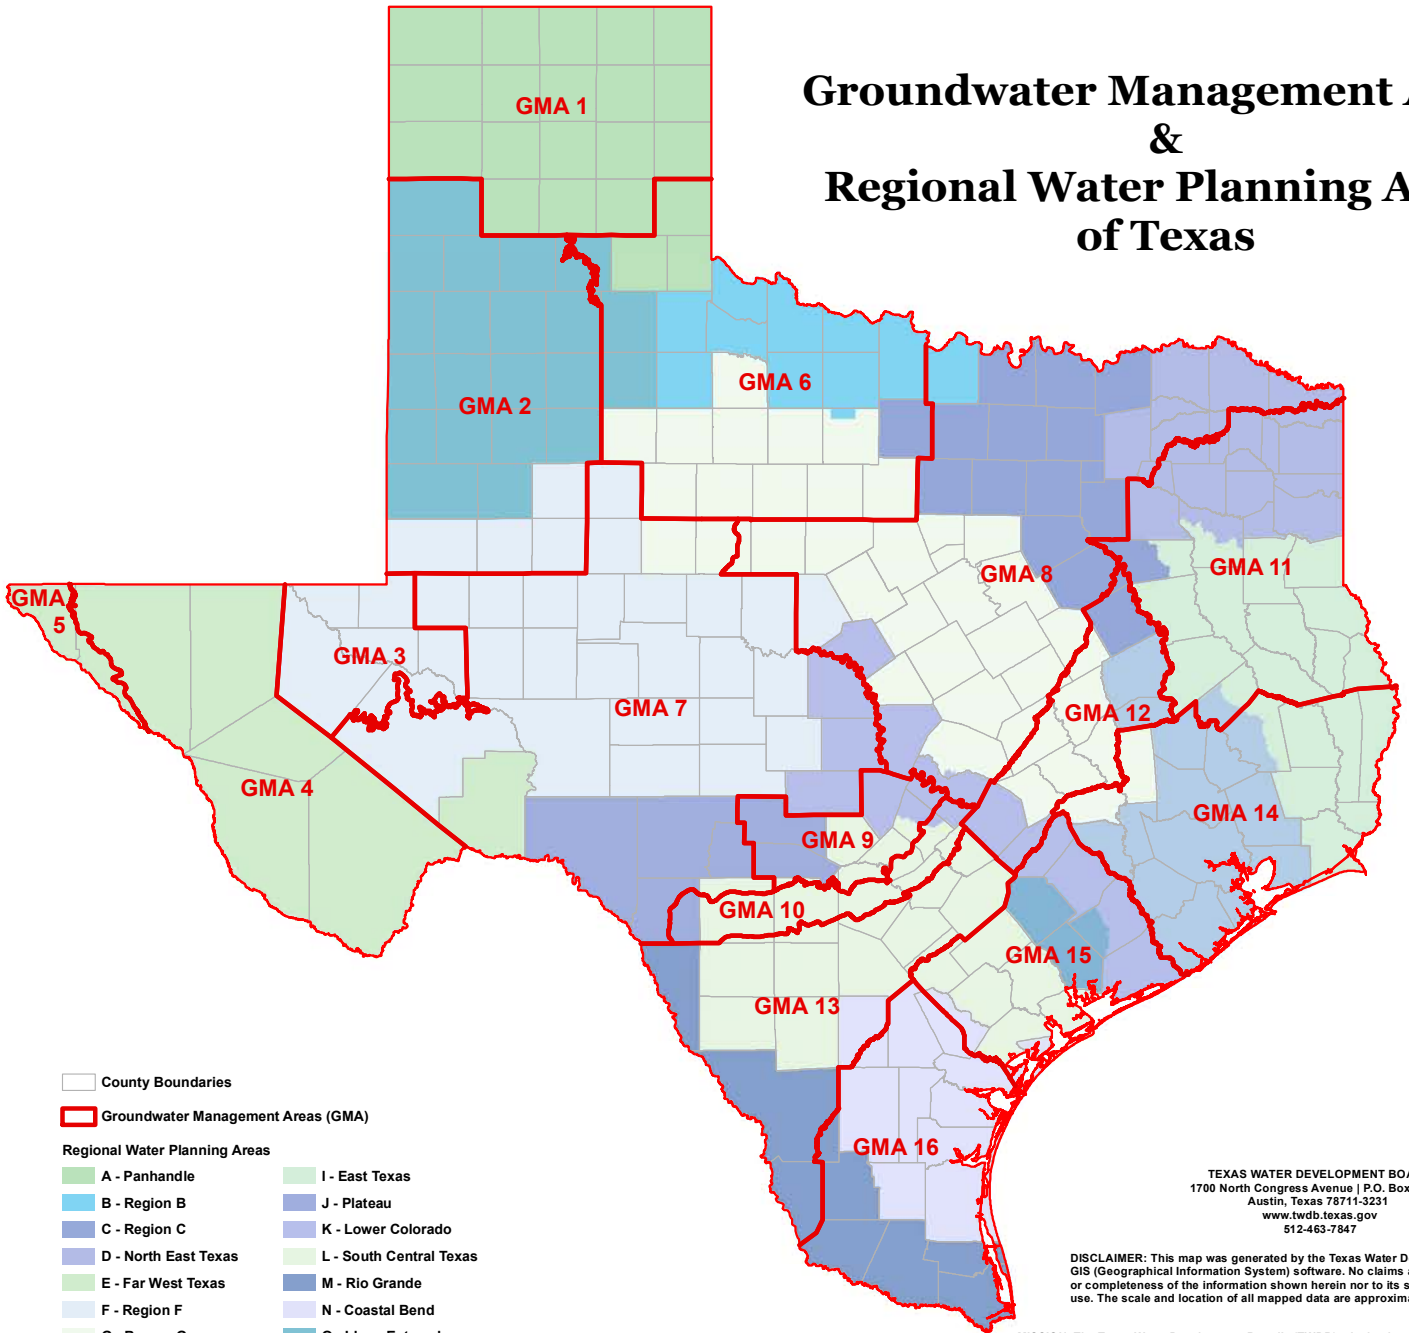 Groundwater Management
&
Regional Water Planning
of Texas
GMA 1
GMA 2
GMA 6
GMA 8
GMA 11
GMA
5
GMA 3
GMA 7
GMA 12
GMA 4
GMA 9
GMA 14
GMA 10
GMA 15
GMA 13
GMA 16
County Boundaries
Groundwater Management Areas (GMA)
Regional Water Planning Areas
A - Panhandle
B - Region B
C - Region C
D - North East Texas
E - Far West Texas
F - Region F
I - East Texas
J - Plateau
K - Lower Colorado
L - South Central Texas
M - Rio Grande
N - Coastal Bend
TEXAS WATER DEVELOPMENT
1700 North Congress Avenue | P.O. Box
Austin, Texas 78711-3231
www.twdb.texas.gov
512-463-7847
DISCLAIMER: This map was generated by the Texas Water
GIS (Geographical Information System) software. No claims
or completeness of the information shown herein nor to its
use. The scale and location of all mapped data are